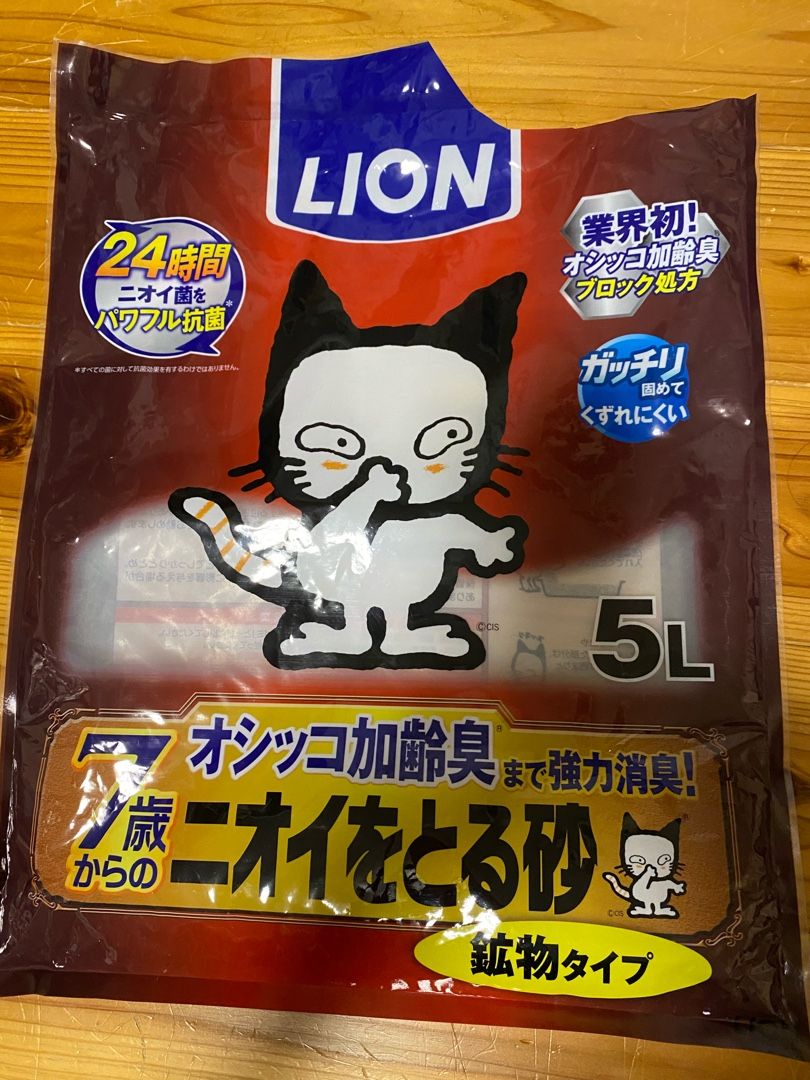 LION
24時間
ニオイ菌を
パワフル抗菌*
*すべての菌に対して抗菌効果を有するわけではありません。
業界初!
オシッコ加齢臭®
ブロック処方
ガッチリ
固めて
くずれにくい
©CIS
5L
オシッコ加齢臭®まで強力消臭!
7歳
からの
ニオイをとる砂
©CIS
鉱物タイプ